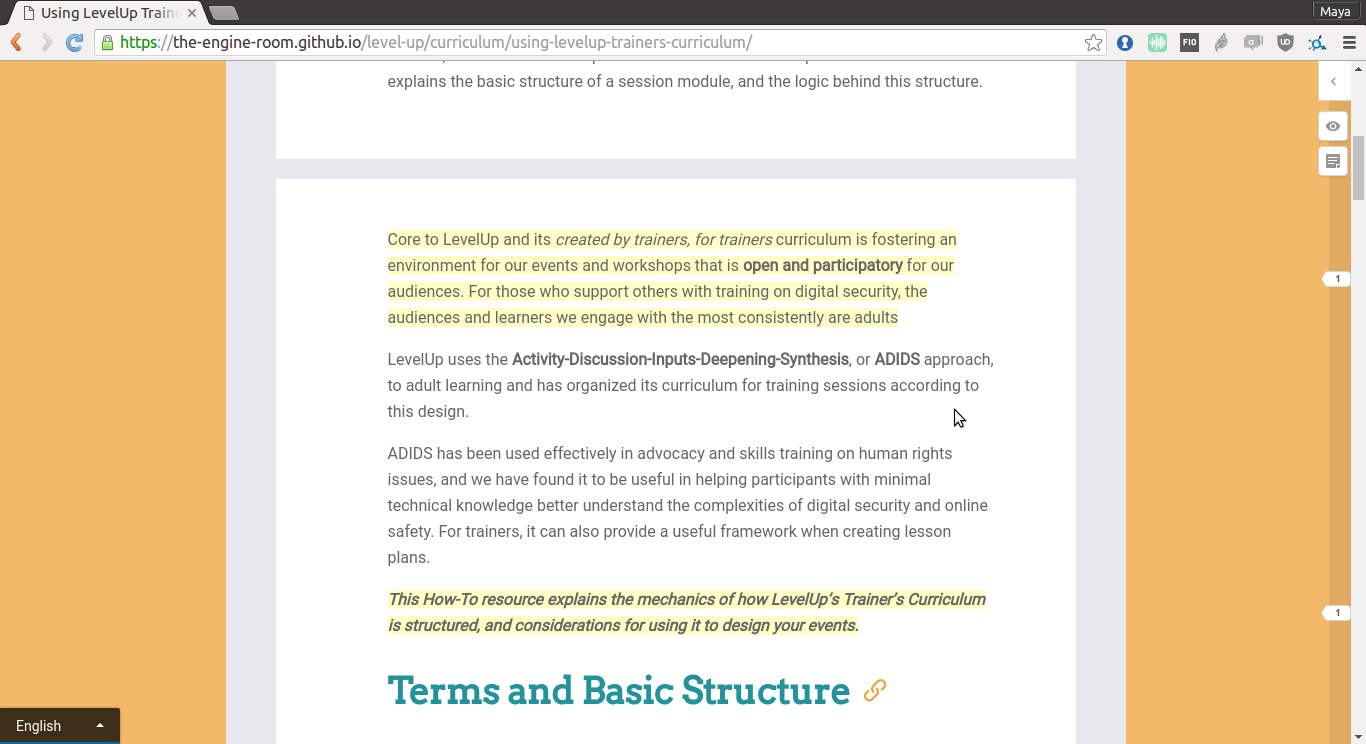 Using LevelUp Train
Maya
https://the-engine-room.github.io/level-up/curriculum/using-levelup-trainers-curriculum/
FIO
explains the basic structure of a session module, and the logic behind this structure.
Core to LevelUp and its created by trainers, for trainers curriculum is fostering an
environment for our events and workshops that is open and participatory for our
audiences. For those who support others with training on digital security, the
audiences and learners we engage with the most consistently are adults
LevelUp uses the Activity-Discussion-Inputs-Deepening-Synthesis, or ADIDS approach,
to adult learning and has organized its curriculum for training sessions according to
this design.
ADIDS has been used effectively in advocacy and skills training on human rights
issues, and we have found it to be useful in helping participants with minimal
technical knowledge better understand the complexities of digital security and online
safety. For trainers, it can also provide a useful framework when creating lesson
plans.
This How-To resource explains the mechanics of how LevelUp's Trainer's Curriculum
is structured, and considerations for using it to design your events.
Terms and Basic Structure
1
1
English